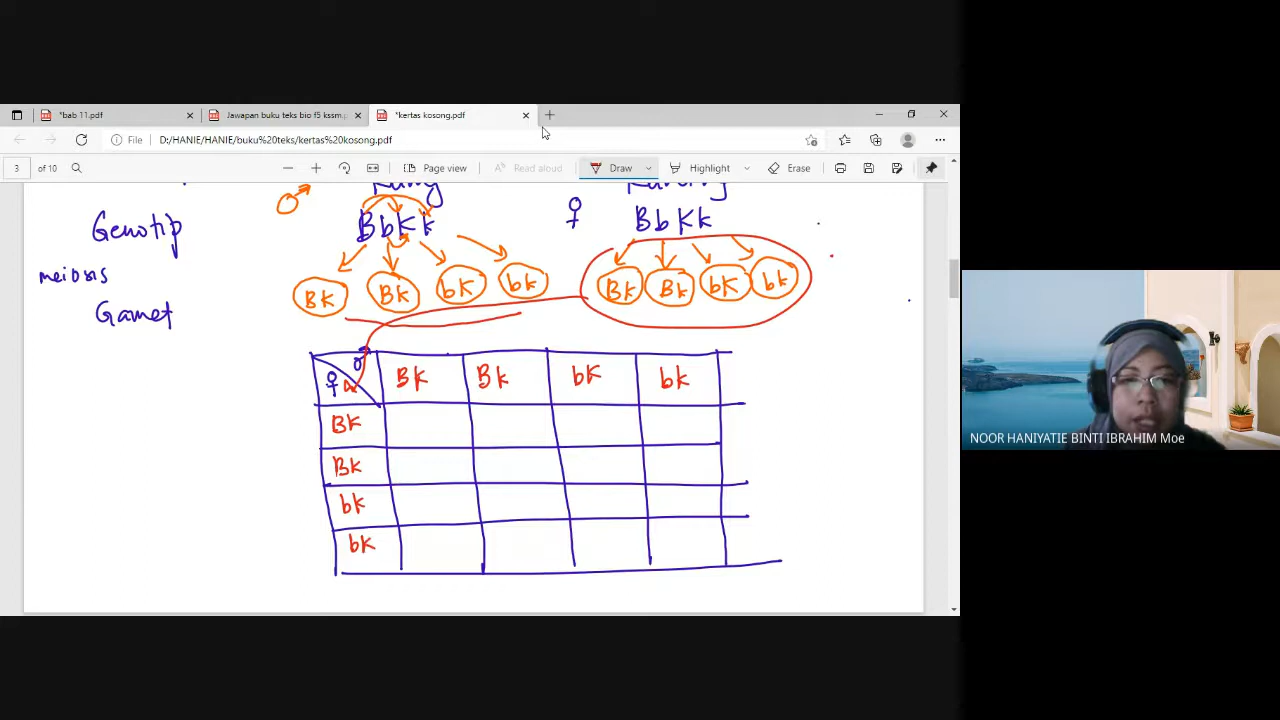 *bab 11.pdf Jawapan buku teks bio f5 kssm. *kertas kosong.pdf
File D:/HANIE/HANIE/buku%20teks/kertas%20kosong.pdf
3 of 10 Page view Read aloud Draw Highlight Erase
♂ ♀
Genotip BbKk BbKk
meiosis
Gamet BK Bk bK bk BK Bk bK bk
♀ ♂ BK Bk bK bk
BK
Bk
bK
bk
NOOR HANIYATIE BINTI IBRAHIM Moe